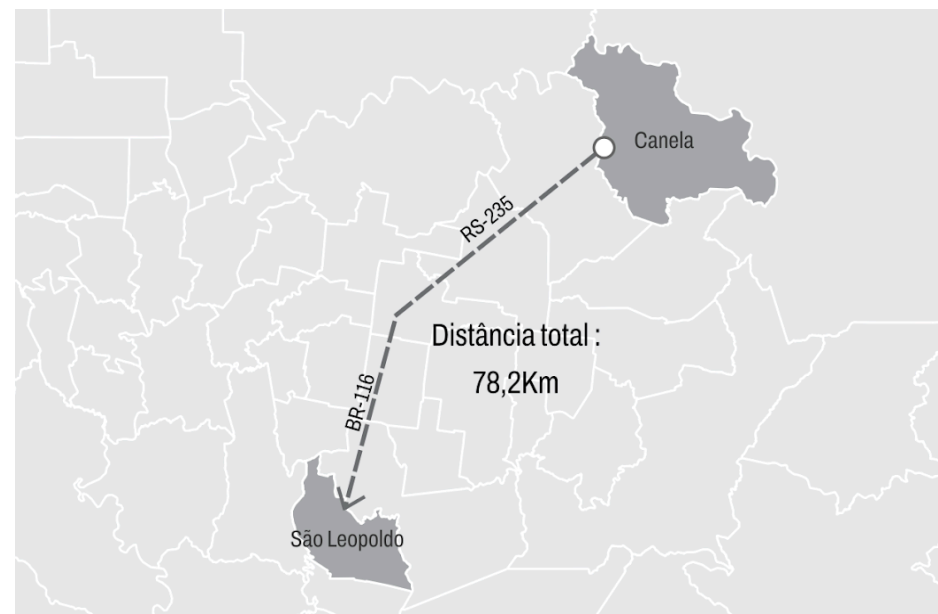 Canela
RS-235
Distância total :
78,2Km
BR-116
São Leopoldo